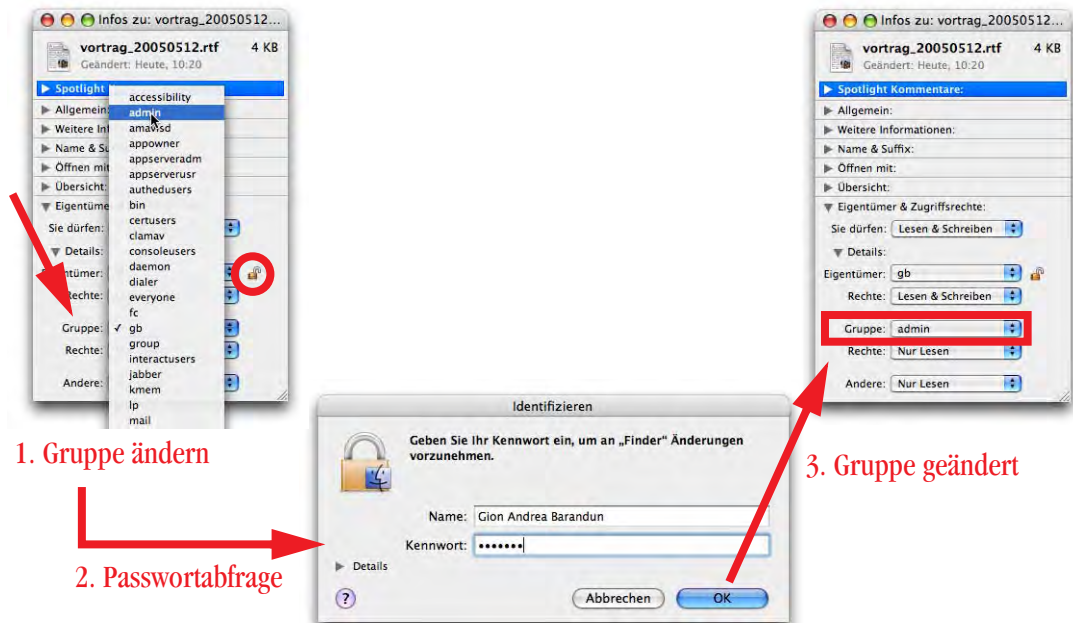 Infos zu: vortrag_20050512...
vortrag_20050512.rtf 4 KB
Geändert: Heute, 10:20
Spotlight
Allgemein:
Weitere Inf
Name & Su
Öffnen mit
Übersicht:
Eigentüme
Sie dürfen:
Details:
Rechte:
Gruppe:
Rechte:
Andere:
accessibility
admin
amavisd
appowner
appserveradm
appserverusr
authedusers
bin
certusers
clamav
consoleusers
daemon
dialer
everyone
fc
✓ gb
group
interactusers
jabber
kmem
lp
mail
1. Gruppe ändern
2. Passwortabfrage
Identifizieren
Geben Sie Ihr Kennwort ein, um an „Finder“ Änderungen
vorzunehmen.
Name: Gion Andrea Barandun
Kennwort: •••••••
Details
?
Abbrechen
OK
Infos zu: vortrag_20050512...
vortrag_20050512.rtf 4 KB
Geändert: Heute, 10:20
Spotlight Kommentare:
Allgemein:
Weitere Informationen:
Name & Suffix:
Öffnen mit:
Übersicht:
Eigentümer & Zugriffsrechte:
Sie dürfen: Lesen & Schreiben
Details:
Eigentümer: gb
Rechte: Lesen & Schreiben
Gruppe: admin
Rechte: Nur Lesen
Andere: Nur Lesen
3. Gruppe geändert